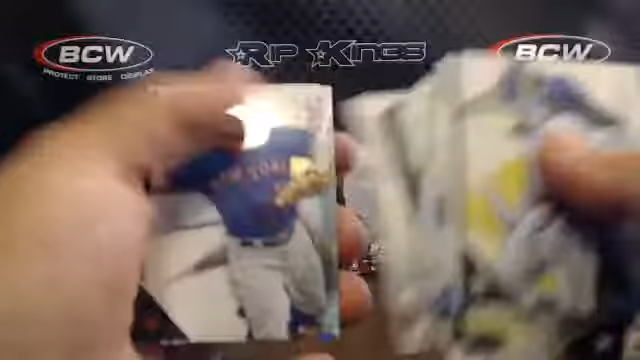 BCW
PROTECT STORE DISPLAY
RIP KINGS
BCW
NEW YORK